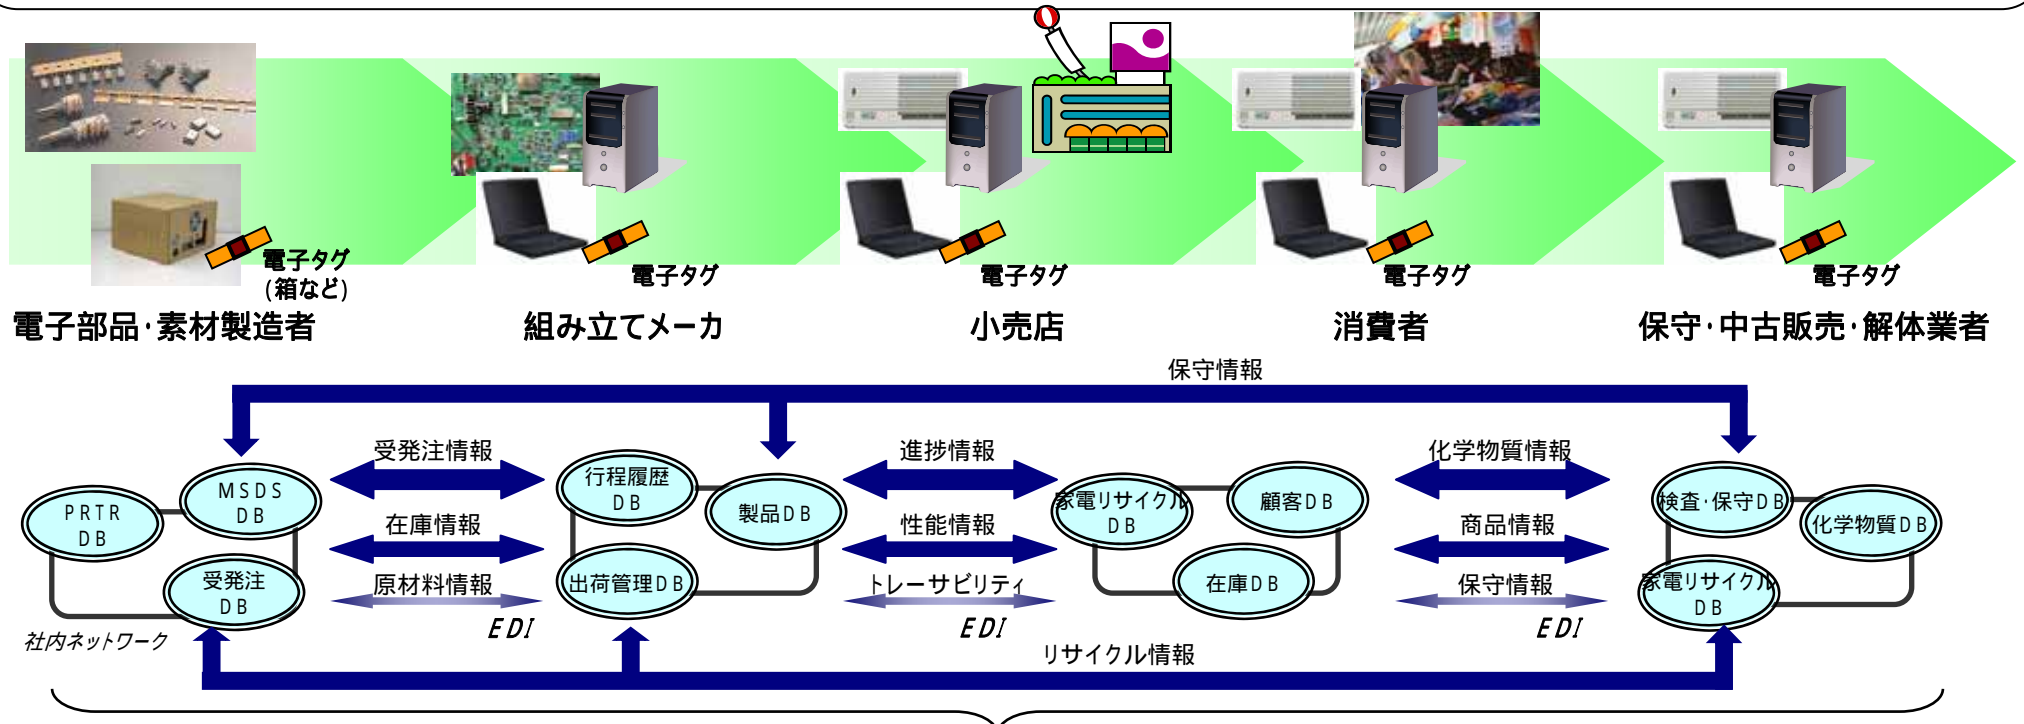 電子タグ
(箱など)
電子タグ
電子タグ
電子タグ
電子タグ
電子部品・素材製造者
組み立てメーカ
小売店
消費者
保守・中古販売・解体業者
保守情報
受発注情報
進捗情報
化学物質情報
PRTR
DB
MSDS
DB
受発注
DB
在庫情報
原材料情報
EDI
行程履歴
DB
製品DB
出荷管理DB
性能情報
トレーサビリティ
EDI
家電リサイクル
DB
顧客DB
在庫DB
商品情報
保守情報
EDI
検査・保守DB
化学物質DB
家電リサイクル
DB
社内ネットワーク
リサイクル情報